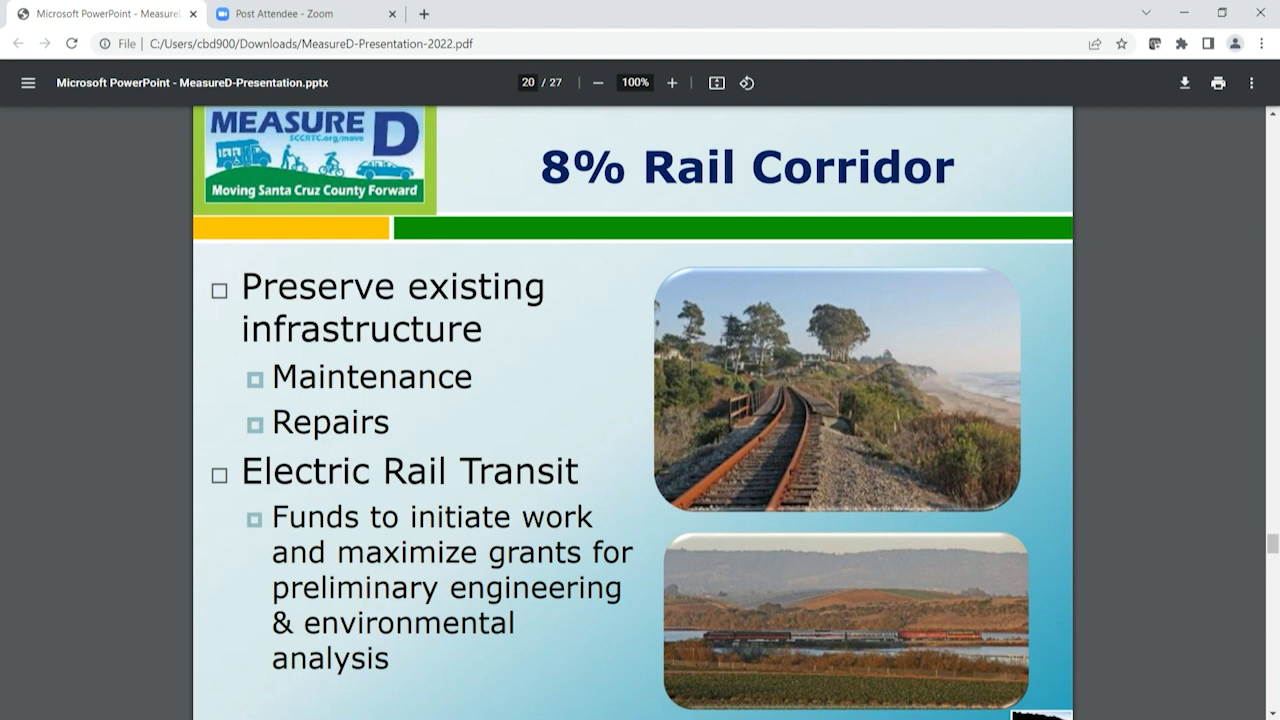 Microsoft PowerPoint - Measure
Post Attendee - Zoom
File
C:/Users/cbd900/Downloads/MeasureD-Presentation-2022.pdf
Microsoft PowerPoint - MeasureD-Presentation.pptx
20 / 27
100%
MEASURE D
SCCRTC.org/move
Moving Santa Cruz County Forward
8% Rail Corridor
Preserve existing
infrastructure
Maintenance
Repairs
Electric Rail Transit
Funds to initiate work
and maximize grants for
preliminary engineering
& environmental
analysis